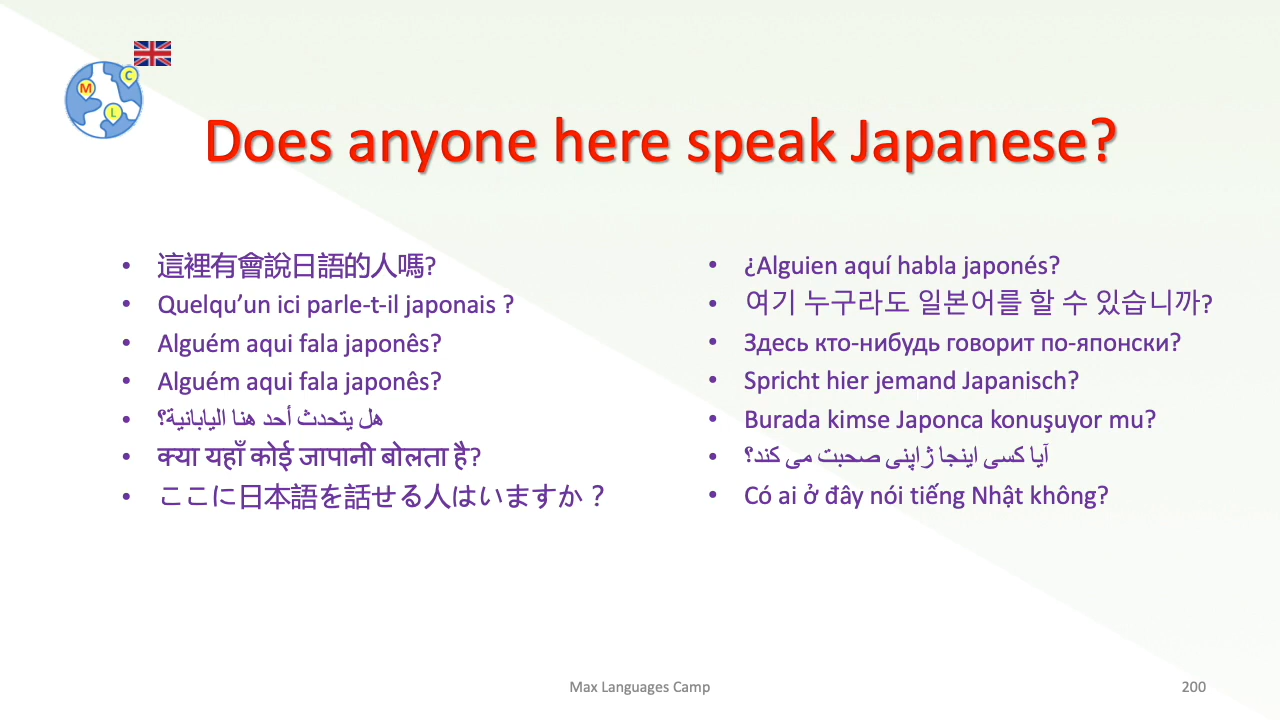 M
C
L
Does anyone here speak Japanese?
• 這裡有會說日語的人嗎?
• Quelqu’un ici parle-t-il japonais ?
• Alguém aqui fala japonês?
• Alguém aqui fala japonês?
• هل يتحدث أحد هنا اليابانية؟
• क्या यहाँ कोई जापानी बोलता है?
• ここに日本語を話せる人はいますか？
• ¿Alguien aquí habla japonés?
• 여기 누구라도 일본어를 할 수 있습니까?
• Здесь кто-нибудь говорит по-японски?
• Spricht hier jemand Japanisch?
• Burada kimse Japonca konuşuyor mu?
• آیا کسی اینجا ژاپنی صحبت می کند؟
• Có ai ở đây nói tiếng Nhật không?
Max Languages Camp
200